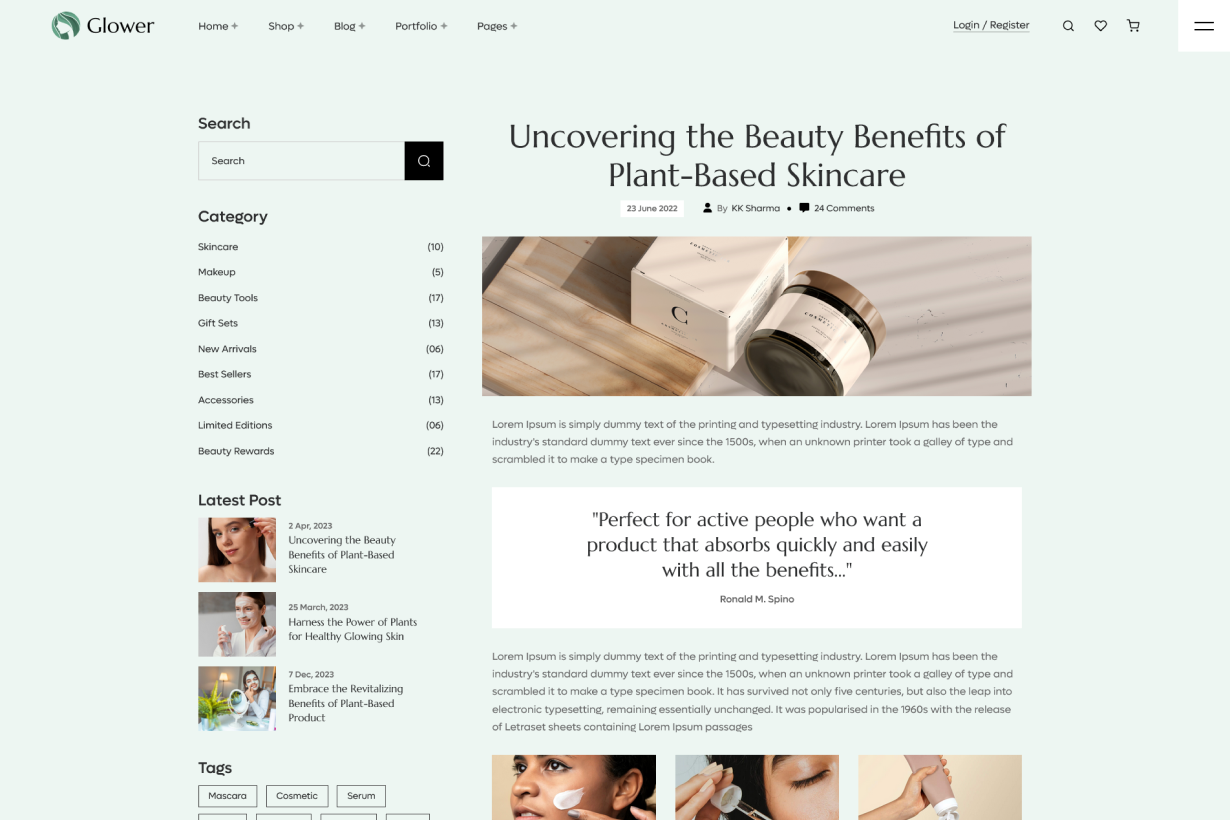 Glower
Home + Shop + Blog + Portfolio + Pages +
Login / Register
Search
Search
Category
Skincare (10)
Makeup (5)
Beauty Tools (17)
Gift Sets (13)
New Arrivals (06)
Best Sellers (17)
Accessories (13)
Limited Editions (06)
Beauty Rewards (22)
Latest Post
2 Apr, 2023
Uncovering the Beauty
Benefits of Plant-Based
Skincare
25 March, 2023
Harness the Power of Plants
for Healthy Glowing Skin
7 Dec, 2023
Embrace the Revitalizing
Benefits of Plant-Based
Product
Tags
Mascara Cosmetic Serum
Uncovering the Beauty Benefits of
Plant-Based Skincare
23 June 2022 By KK Sharma • 24 Comments
C
Lorem Ipsum is simply dummy text of the printing and typesetting industry. Lorem Ipsum has been the
industry's standard dummy text ever since the 1500s, when an unknown printer took a galley of type and
scrambled it to make a type specimen book.
"Perfect for active people who want a
product that absorbs quickly and easily
with all the benefits..."
Ronald M. Spino
Lorem Ipsum is simply dummy text of the printing and typesetting industry. Lorem Ipsum has been the
industry's standard dummy text ever since the 1500s, when an unknown printer took a galley of type and
scrambled it to make a type specimen book. It has survived not only five centuries, but also the leap into
electronic typesetting, remaining essentially unchanged. It was popularised in the 1960s with the release
of Letraset sheets containing Lorem Ipsum passages